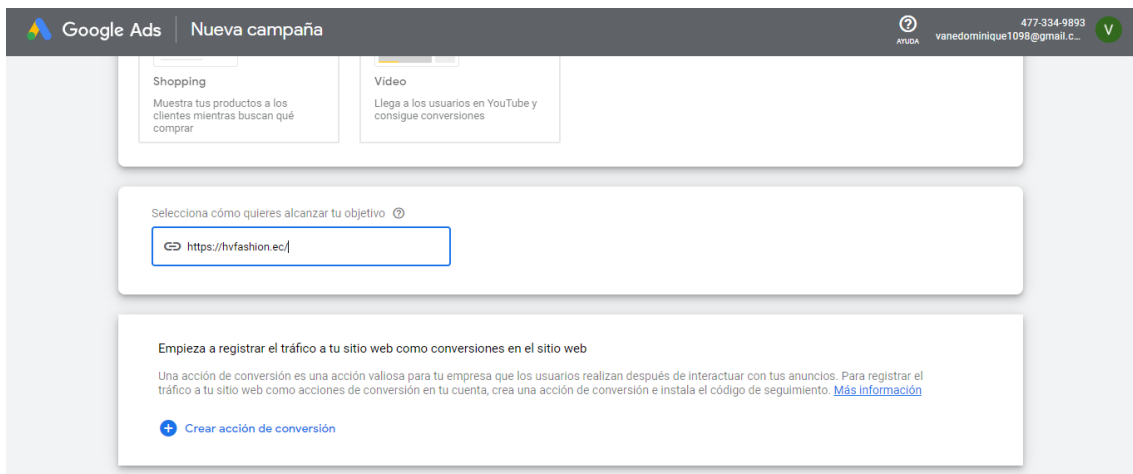 Google Ads | Nueva campaña
AYUDA
477-334-9893
vanedominique1098@gmail.c...
V
Shopping
Muestra tus productos a los
clientes mientras buscan qué
comprar
Vídeo
Llega a los usuarios en YouTube y
consigue conversiones
Selecciona cómo quieres alcanzar tu objetivo
https://hvfashion.ec/
Empieza a registrar el tráfico a tu sitio web como conversiones en el sitio web
Una acción de conversión es una acción valiosa para tu empresa que los usuarios realizan después de interactuar con tus anuncios. Para registrar el
tráfico a tu sitio web como acciones de conversión en tu cuenta, crea una acción de conversión e instala el código de seguimiento. Más información
Crear acción de conversión